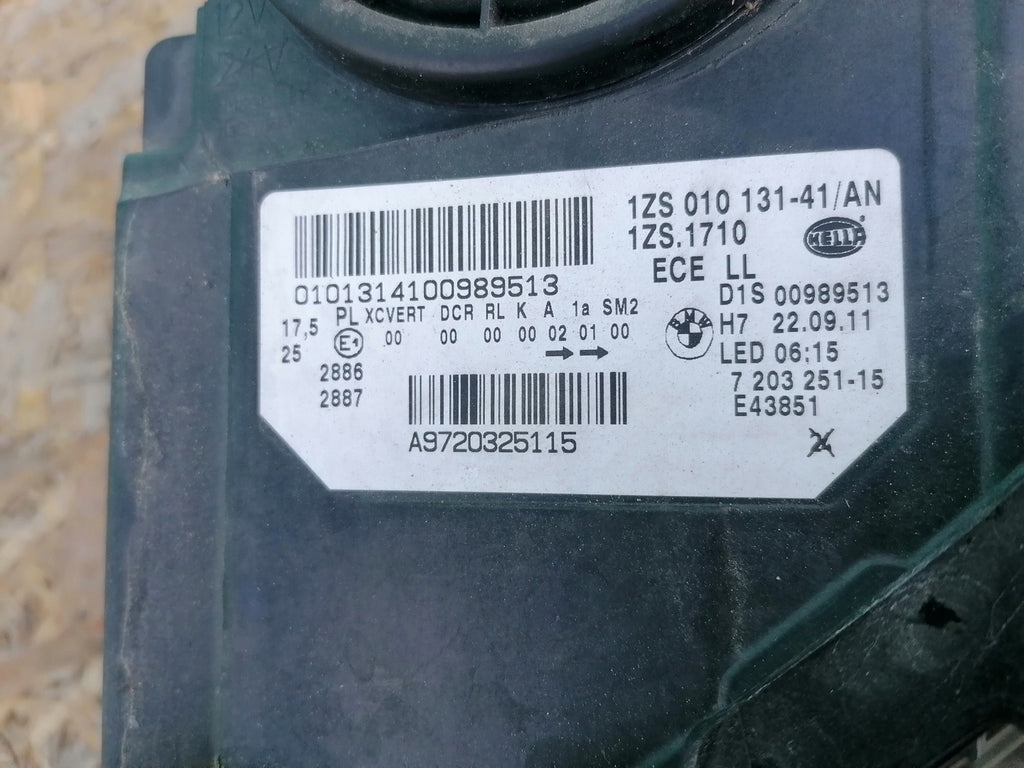 1ZS 010 131-41/AN
1ZS.1710
HELLA
ECE LL
0101314100989513
D1S 00989513
17,5 PL XCVERT DCR RL K A 1a SM2
25 E1 00 00 00 00 02 01 00
H7 22.09.11
BMW
LED 06:15
2886
2887
7 203 251-15
E43851
A9720325115